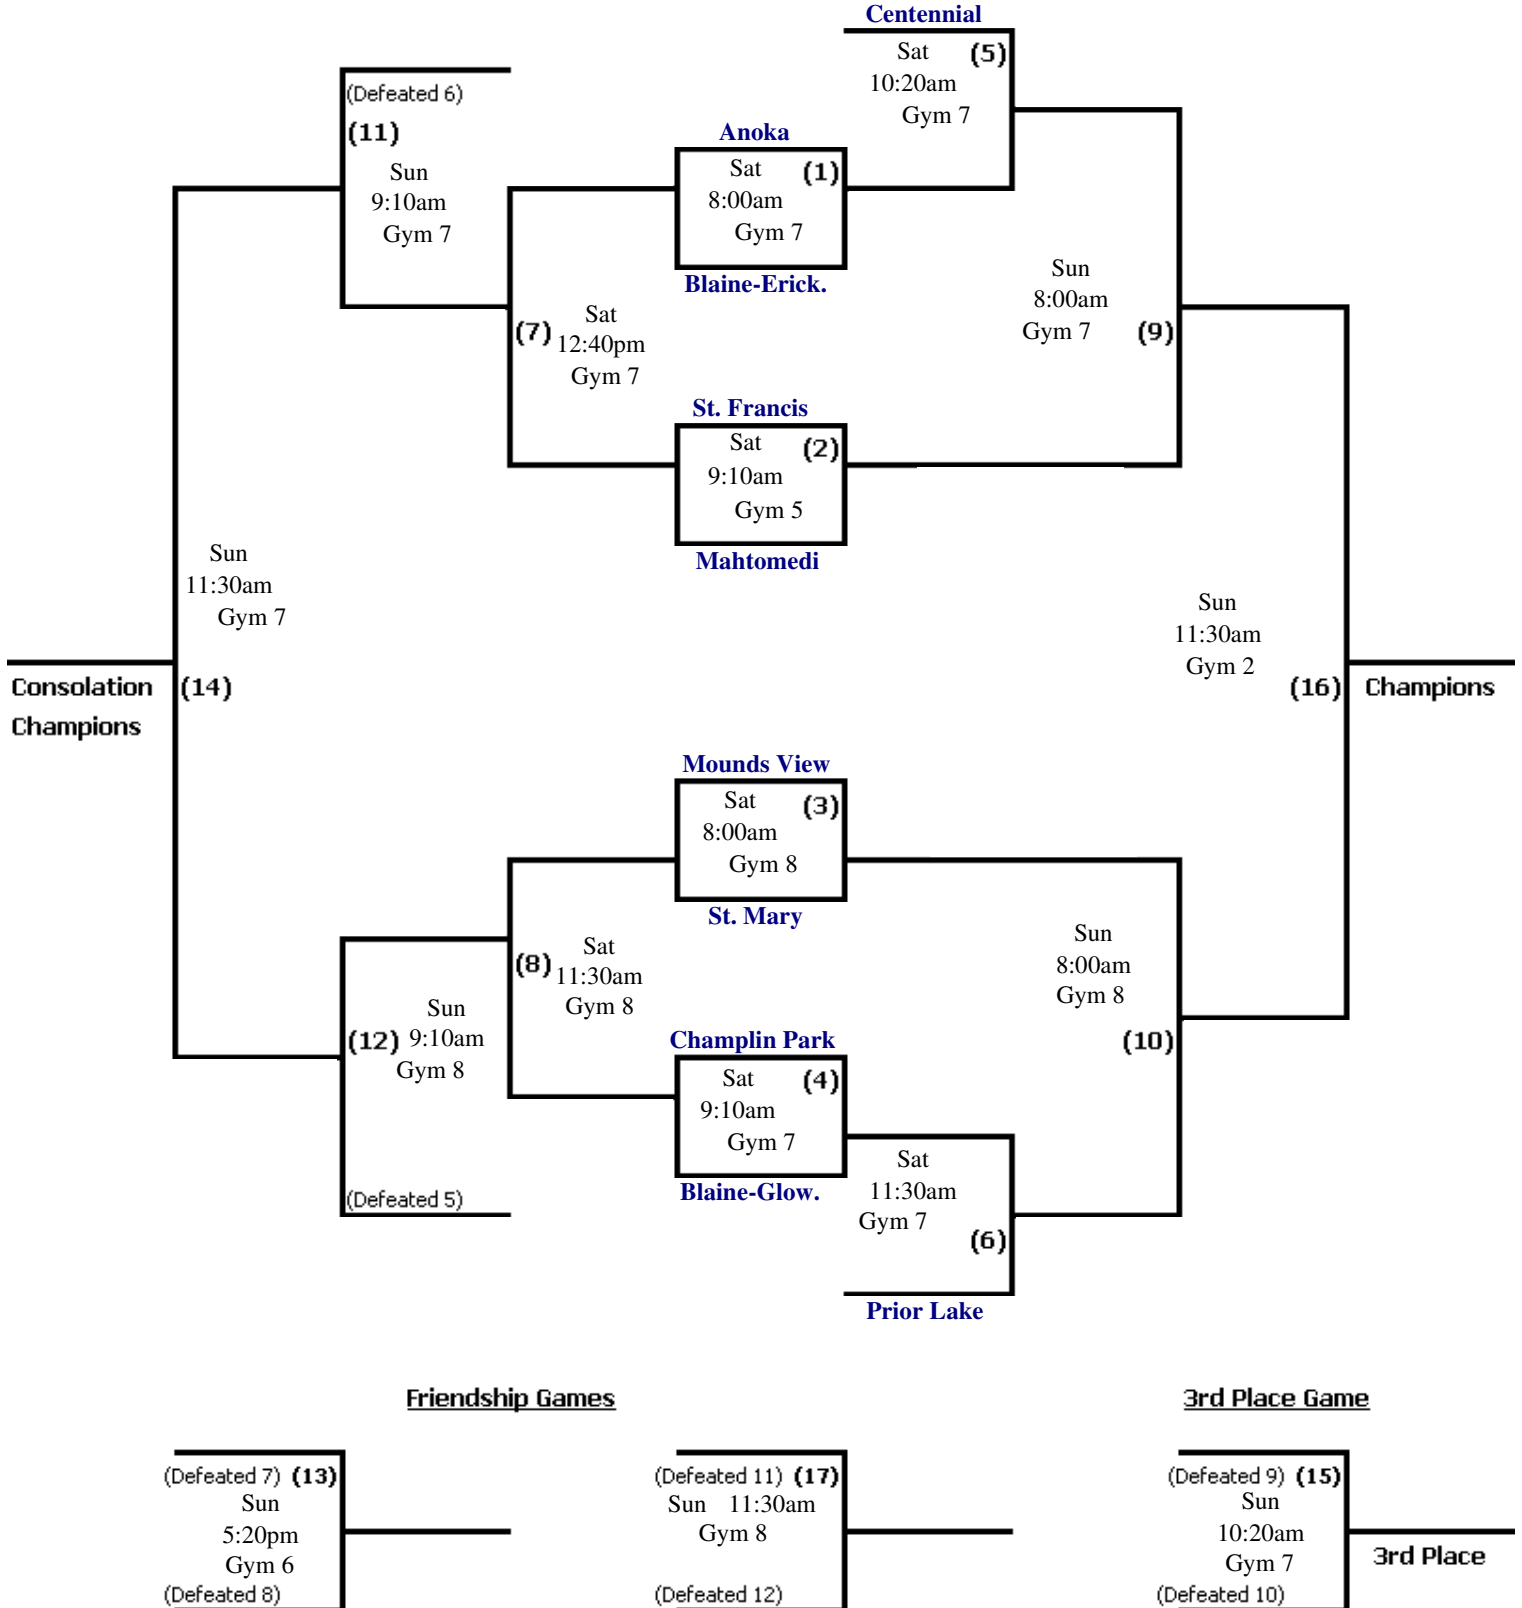 Centennial
Sat (5)
10:20am
Gym 7
(Defeated 6)
(11)
Sun
9:10am
Gym 7
Anoka
Sat (1)
8:00am
Gym 7
Blaine-Erick.
Sun
8:00am
Gym 7 (9)
Sat
(7) 12:40pm
Gym 7
St. Francis
Sat (2)
9:10am
Gym 5
Mahtomedi
Sun
11:30am
Gym 7
Sun
11:30am
Gym 2
Consolation (14)
Champions
(16) Champions
Mounds View
Sat (3)
8:00am
Gym 8
St. Mary
Sat
(8) 11:30am
Gym 8
Sun
8:00am
Gym 8
(10)
Sun
(12) 9:10am
Gym 8
Champlin Park
Sat (4)
9:10am
Gym 7
Blaine-Glow.
Sat
11:30am
Gym 7
(6)
Prior Lake
(Defeated 5)
Friendship Games
3rd Place Game
(Defeated 7) (13)
Sun
5:20pm
Gym 6
(Defeated 8)
(Defeated 11) (17)
Sun 11:30am
Gym 8
(Defeated 12)
(Defeated 9) (15)
Sun
10:20am
Gym 7
(Defeated 10)
3rd Place